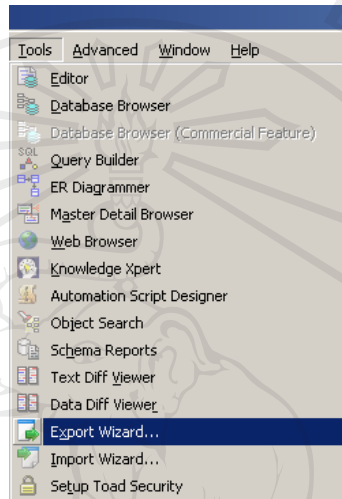 Tools Advanced Window Help
Editor
Database Browser
Database Browser (Commercial Feature)
SQL
Query Builder
ER Diagrammer
Master Detail Browser
Web Browser
Knowledge Xpert
Automation Script Designer
Object Search
Schema Reports
Text Diff Viewer
Data Diff Viewer
Export Wizard...
Import Wizard...
Setup Toad Security